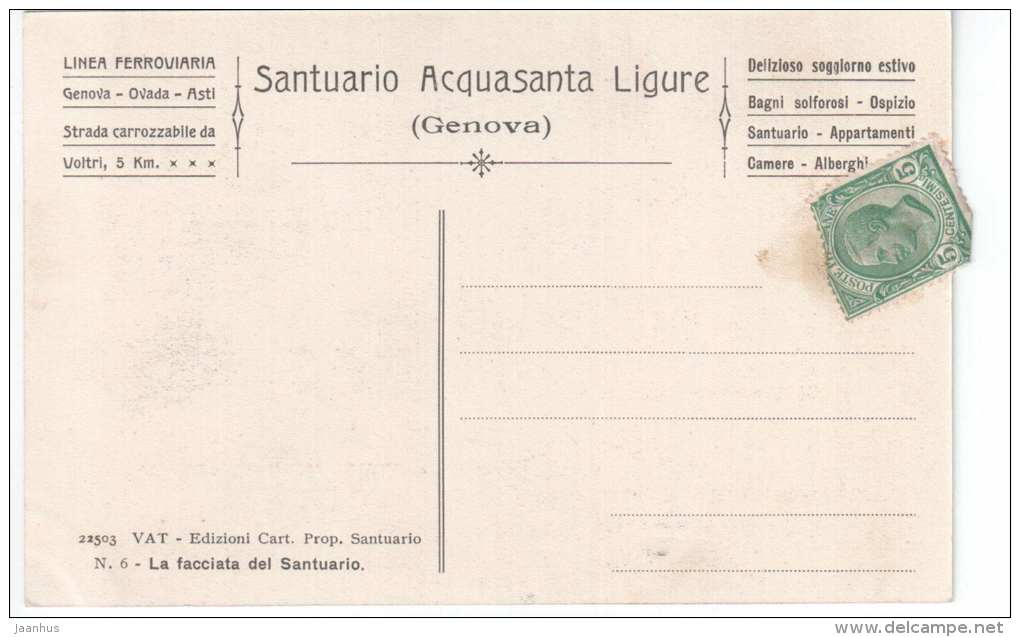 LINEA FERROVIARIA
Genova - Ovada - Asti
Strada carrozzabile da
Voltri, 5 Km. × × ×
Santuario Acquasanta Ligure
(Genova)
Delizioso soggiorno estivo
Bagni solforosi - Ospizio
Santuario - Appartamenti
Camere - Alberghi
5 CENTESIMI 5
POSTE
22503 VAT - Edizioni Cart. Prop. Santuario
N. 6 - La facciata del Santuario.
jaanhus
www.delcampe.net